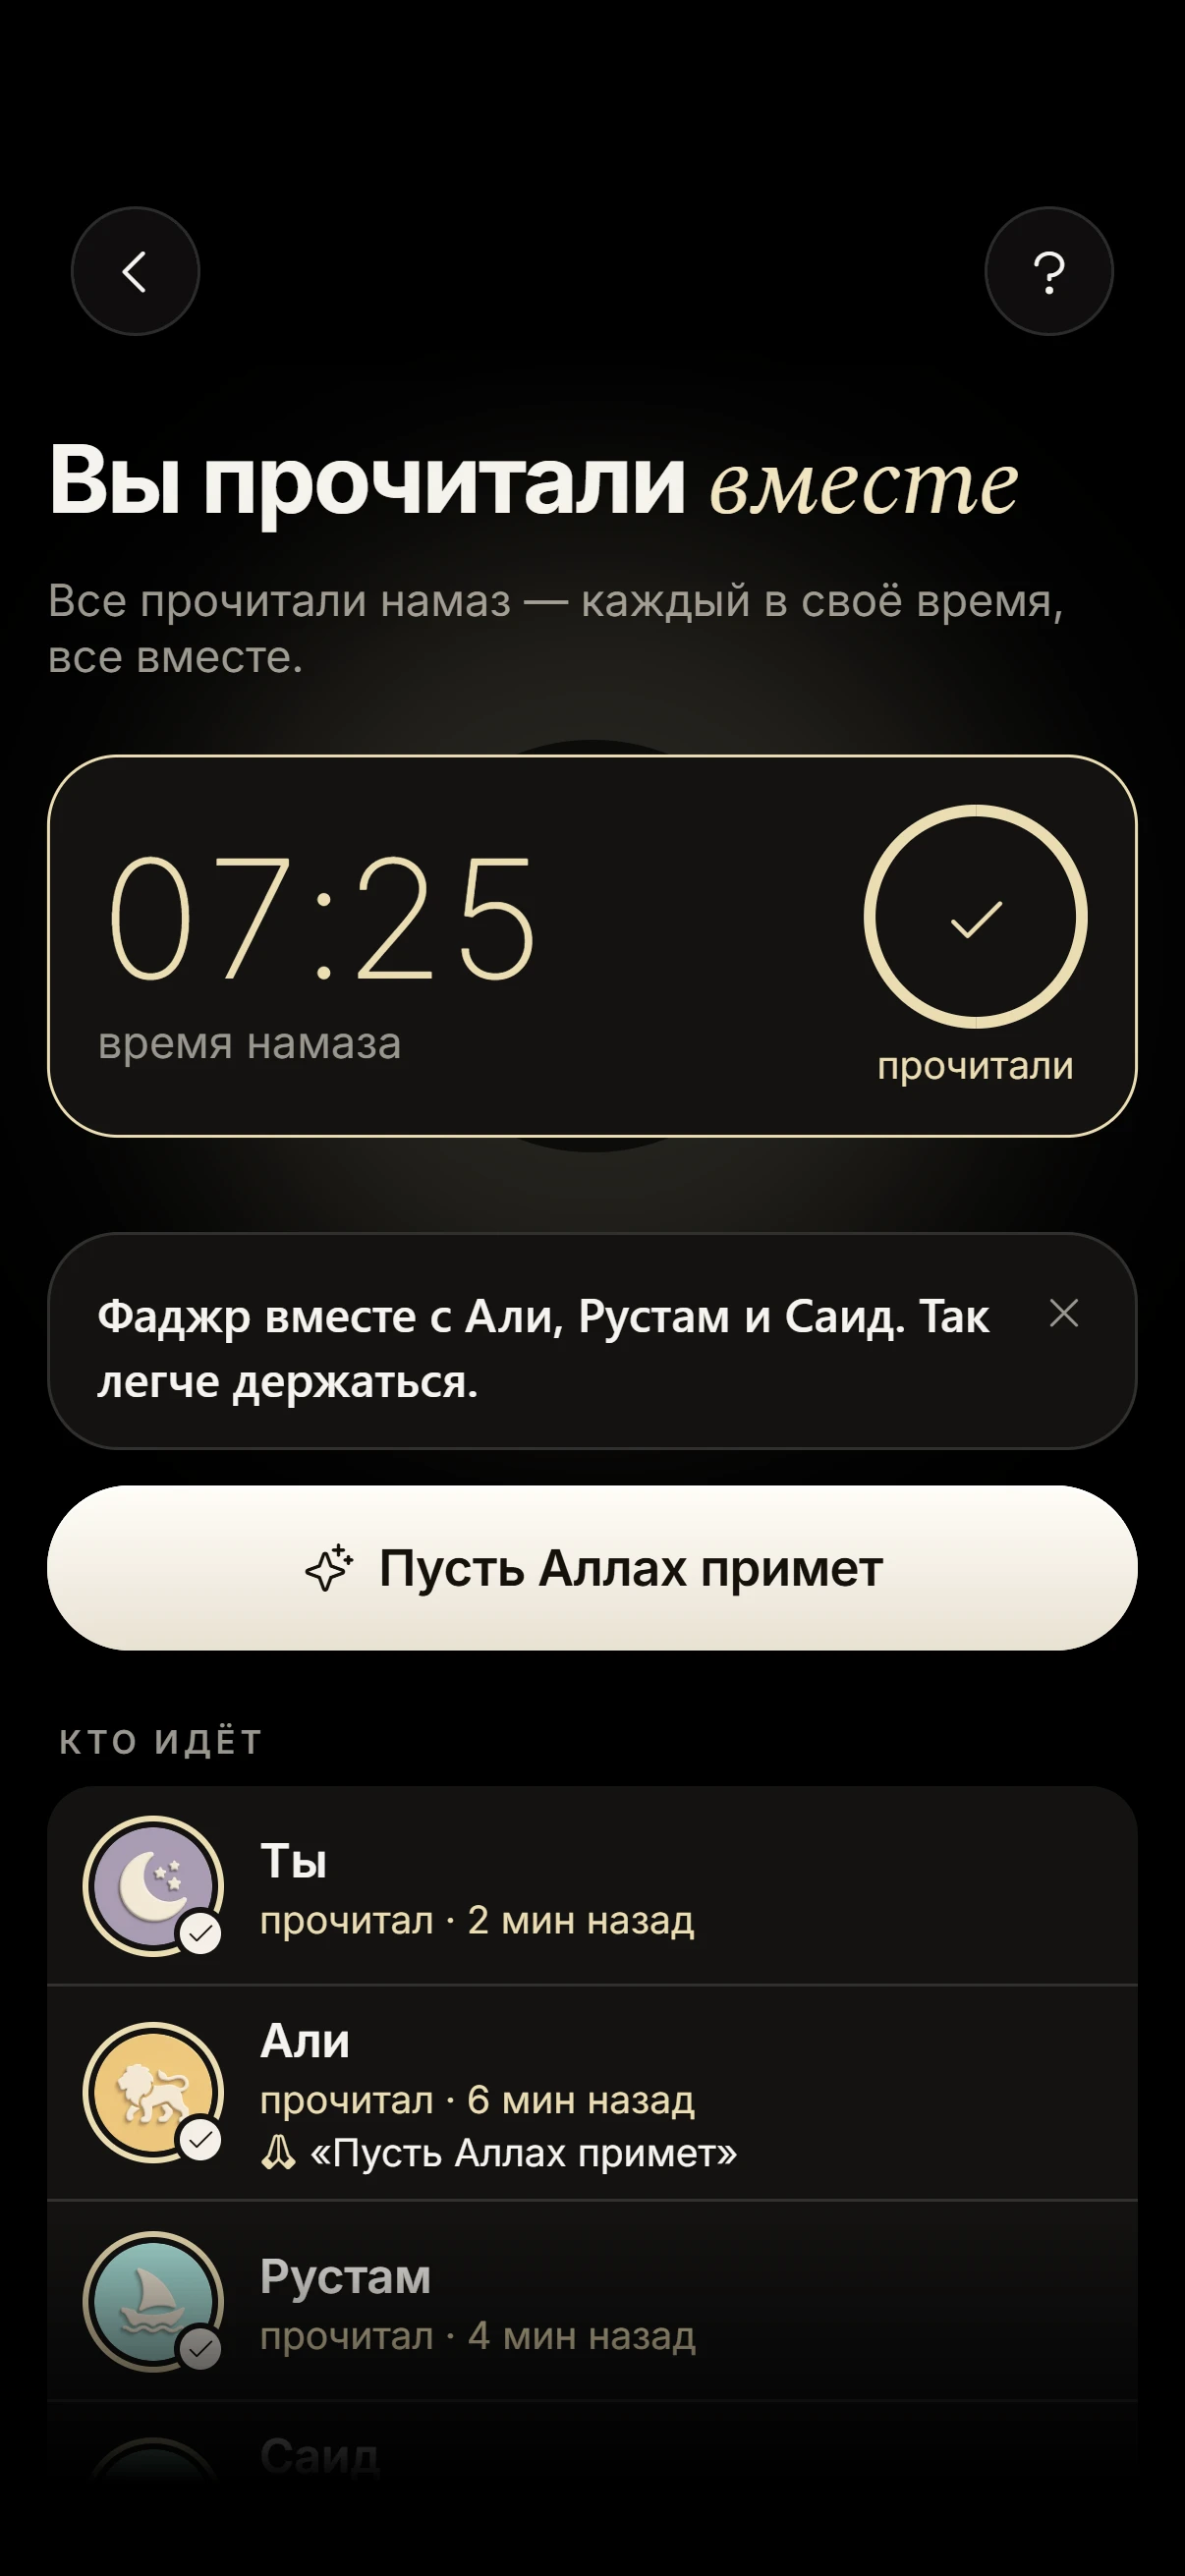 ?
Вы прочитали вместе
Все прочитали намаз — каждый в своё время,
все вместе.
07:25
время намаза
прочитали
Фаджр вместе с Али, Рустам и Саид. Так
легче держаться.
Пусть Аллах примет
КТО ИДЁТ
Ты
прочитал · 2 мин назад
Али
прочитал · 6 мин назад
«Пусть Аллах примет»
Рустам
прочитал · 4 мин назад
Саид